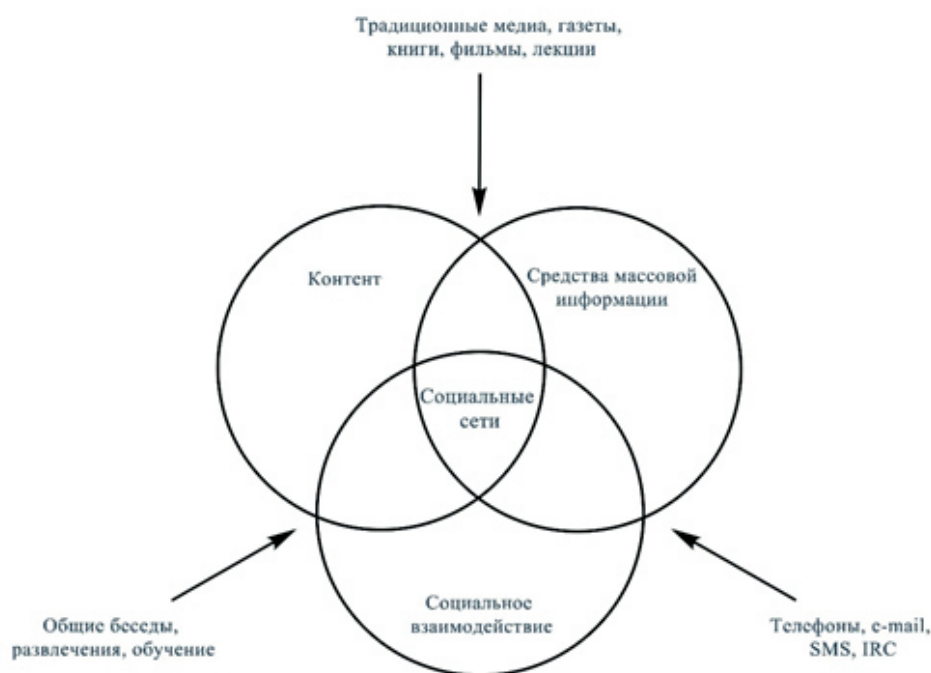 Традиционные медиа, газеты,
книги, фильмы, лекции
Контент
Средства массовой
информации
Социальные
сети
Социальное
взаимодействие
Общие беседы,
развлечения, обучение
Телефоны, e-mail,
SMS, IRC